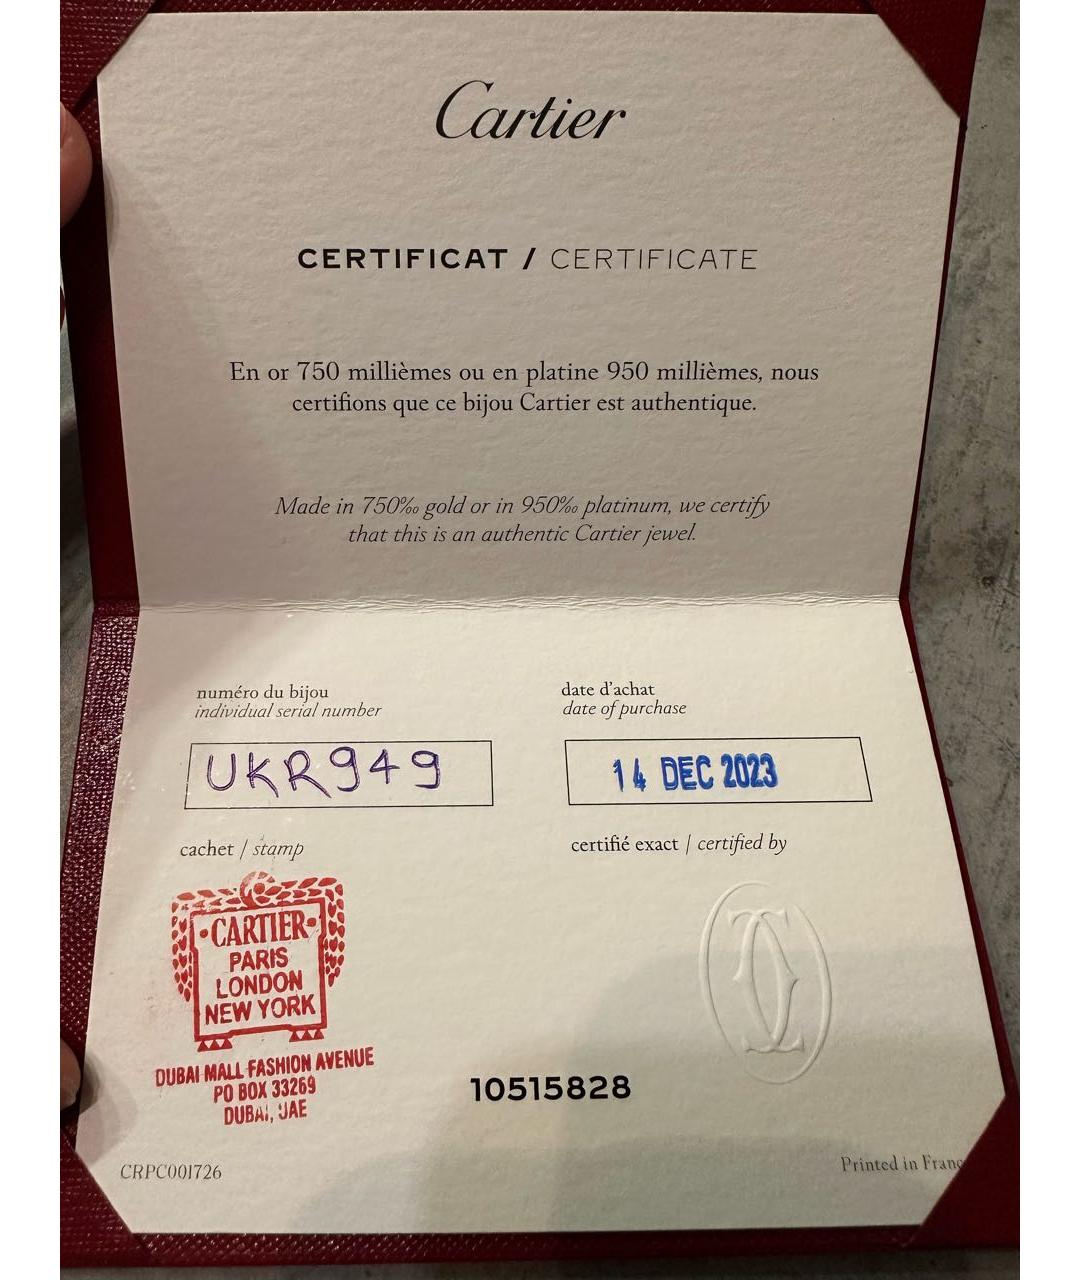 Cartier
CERTIFICAT / CERTIFICATE
En or 750 millièmes ou en platine 950 millièmes, nous
certifions que ce bijou Cartier est authentique.
Made in 750‰ gold or in 950‰ platinum, we certify
that this is an authentic Cartier jewel.
numéro du bijou
individual serial number
date d'achat
date of purchase
UKR949
14 DEC 2023
cachet / stamp
certifié exact / certified by
CARTIER
PARIS
LONDON
NEW YORK
DUBAI MALL FASHION AVENUE
PO BOX 33269
DUBAI, UAE
10515828
CRPC001726
Printed in Franc